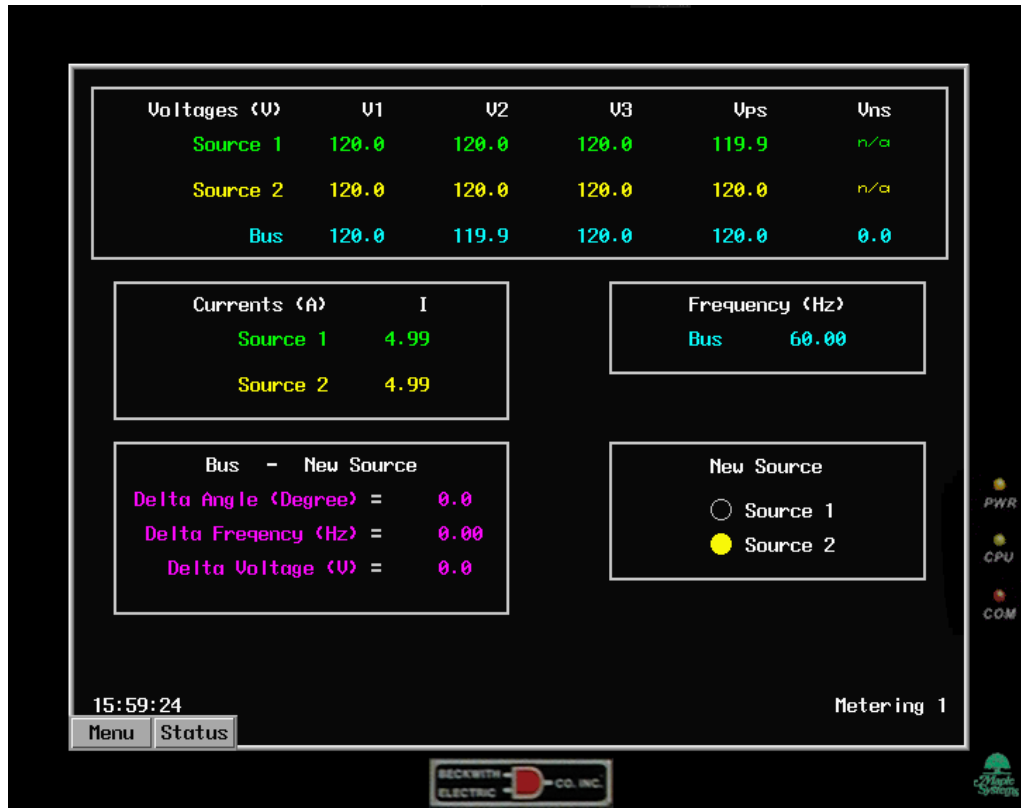 Voltages (V) V1 V2 V3 Vps Vns
Source 1 120.0 120.0 120.0 119.9 n/a
Source 2 120.0 120.0 120.0 120.0 n/a
Bus 120.0 119.9 120.0 120.0 0.0
Currents (A) I
Source 1 4.99
Source 2 4.99
Frequency (Hz)
Bus 60.00
Bus - New Source
Delta Angle (Degree) = 0.0
Delta Freqency (Hz) = 0.00
Delta Voltage (V) = 0.0
New Source
Source 1
Source 2
PWR
CPU
COM
15:59:24
Metering 1
Menu Status
BECKWITH ELECTRIC CO. INC.
Maple Systems